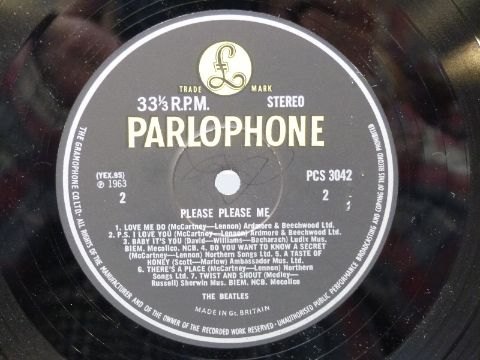 £
TRADE MARK
33⅓ R.P.M. STEREO
PARLOPHONE
(YEX.95)
℗ 1963
2
PCS 3042
2
PLEASE PLEASE ME
1. LOVE ME DO (McCartney—Lennon) Ardmore & Beechwood Ltd.
2. P.S. I LOVE YOU (McCartney—Lennon) Ardmore & Beechwood Ltd.
3. BABY IT'S YOU (David—Williams—Bacharach) Ludix Mus.
BIEM. Mecolico. NCB. 4. DO YOU WANT TO KNOW A SECRET
(McCartney—Lennon) Northern Songs Ltd. 5. A TASTE OF
HONEY (Scott—Marlow) Ambassador Mus. Ltd.
6. THERE'S A PLACE (McCartney—Lennon) Northern
Songs Ltd. 7. TWIST AND SHOUT (Medley—
Russell) Sherwin Mus. BIEM. NCB. Mecolico
THE BEATLES
MADE IN Gt. BRITAIN
THE GRAMOPHONE CO. LTD. ALL RIGHTS OF THE MANUFACTURER AND OF THE OWNER OF THE RECORDED WORK RESERVED. UNAUTHORISED PUBLIC PERFORMANCE BROADCASTING AND COPYING OF THIS RECORD PROHIBITED